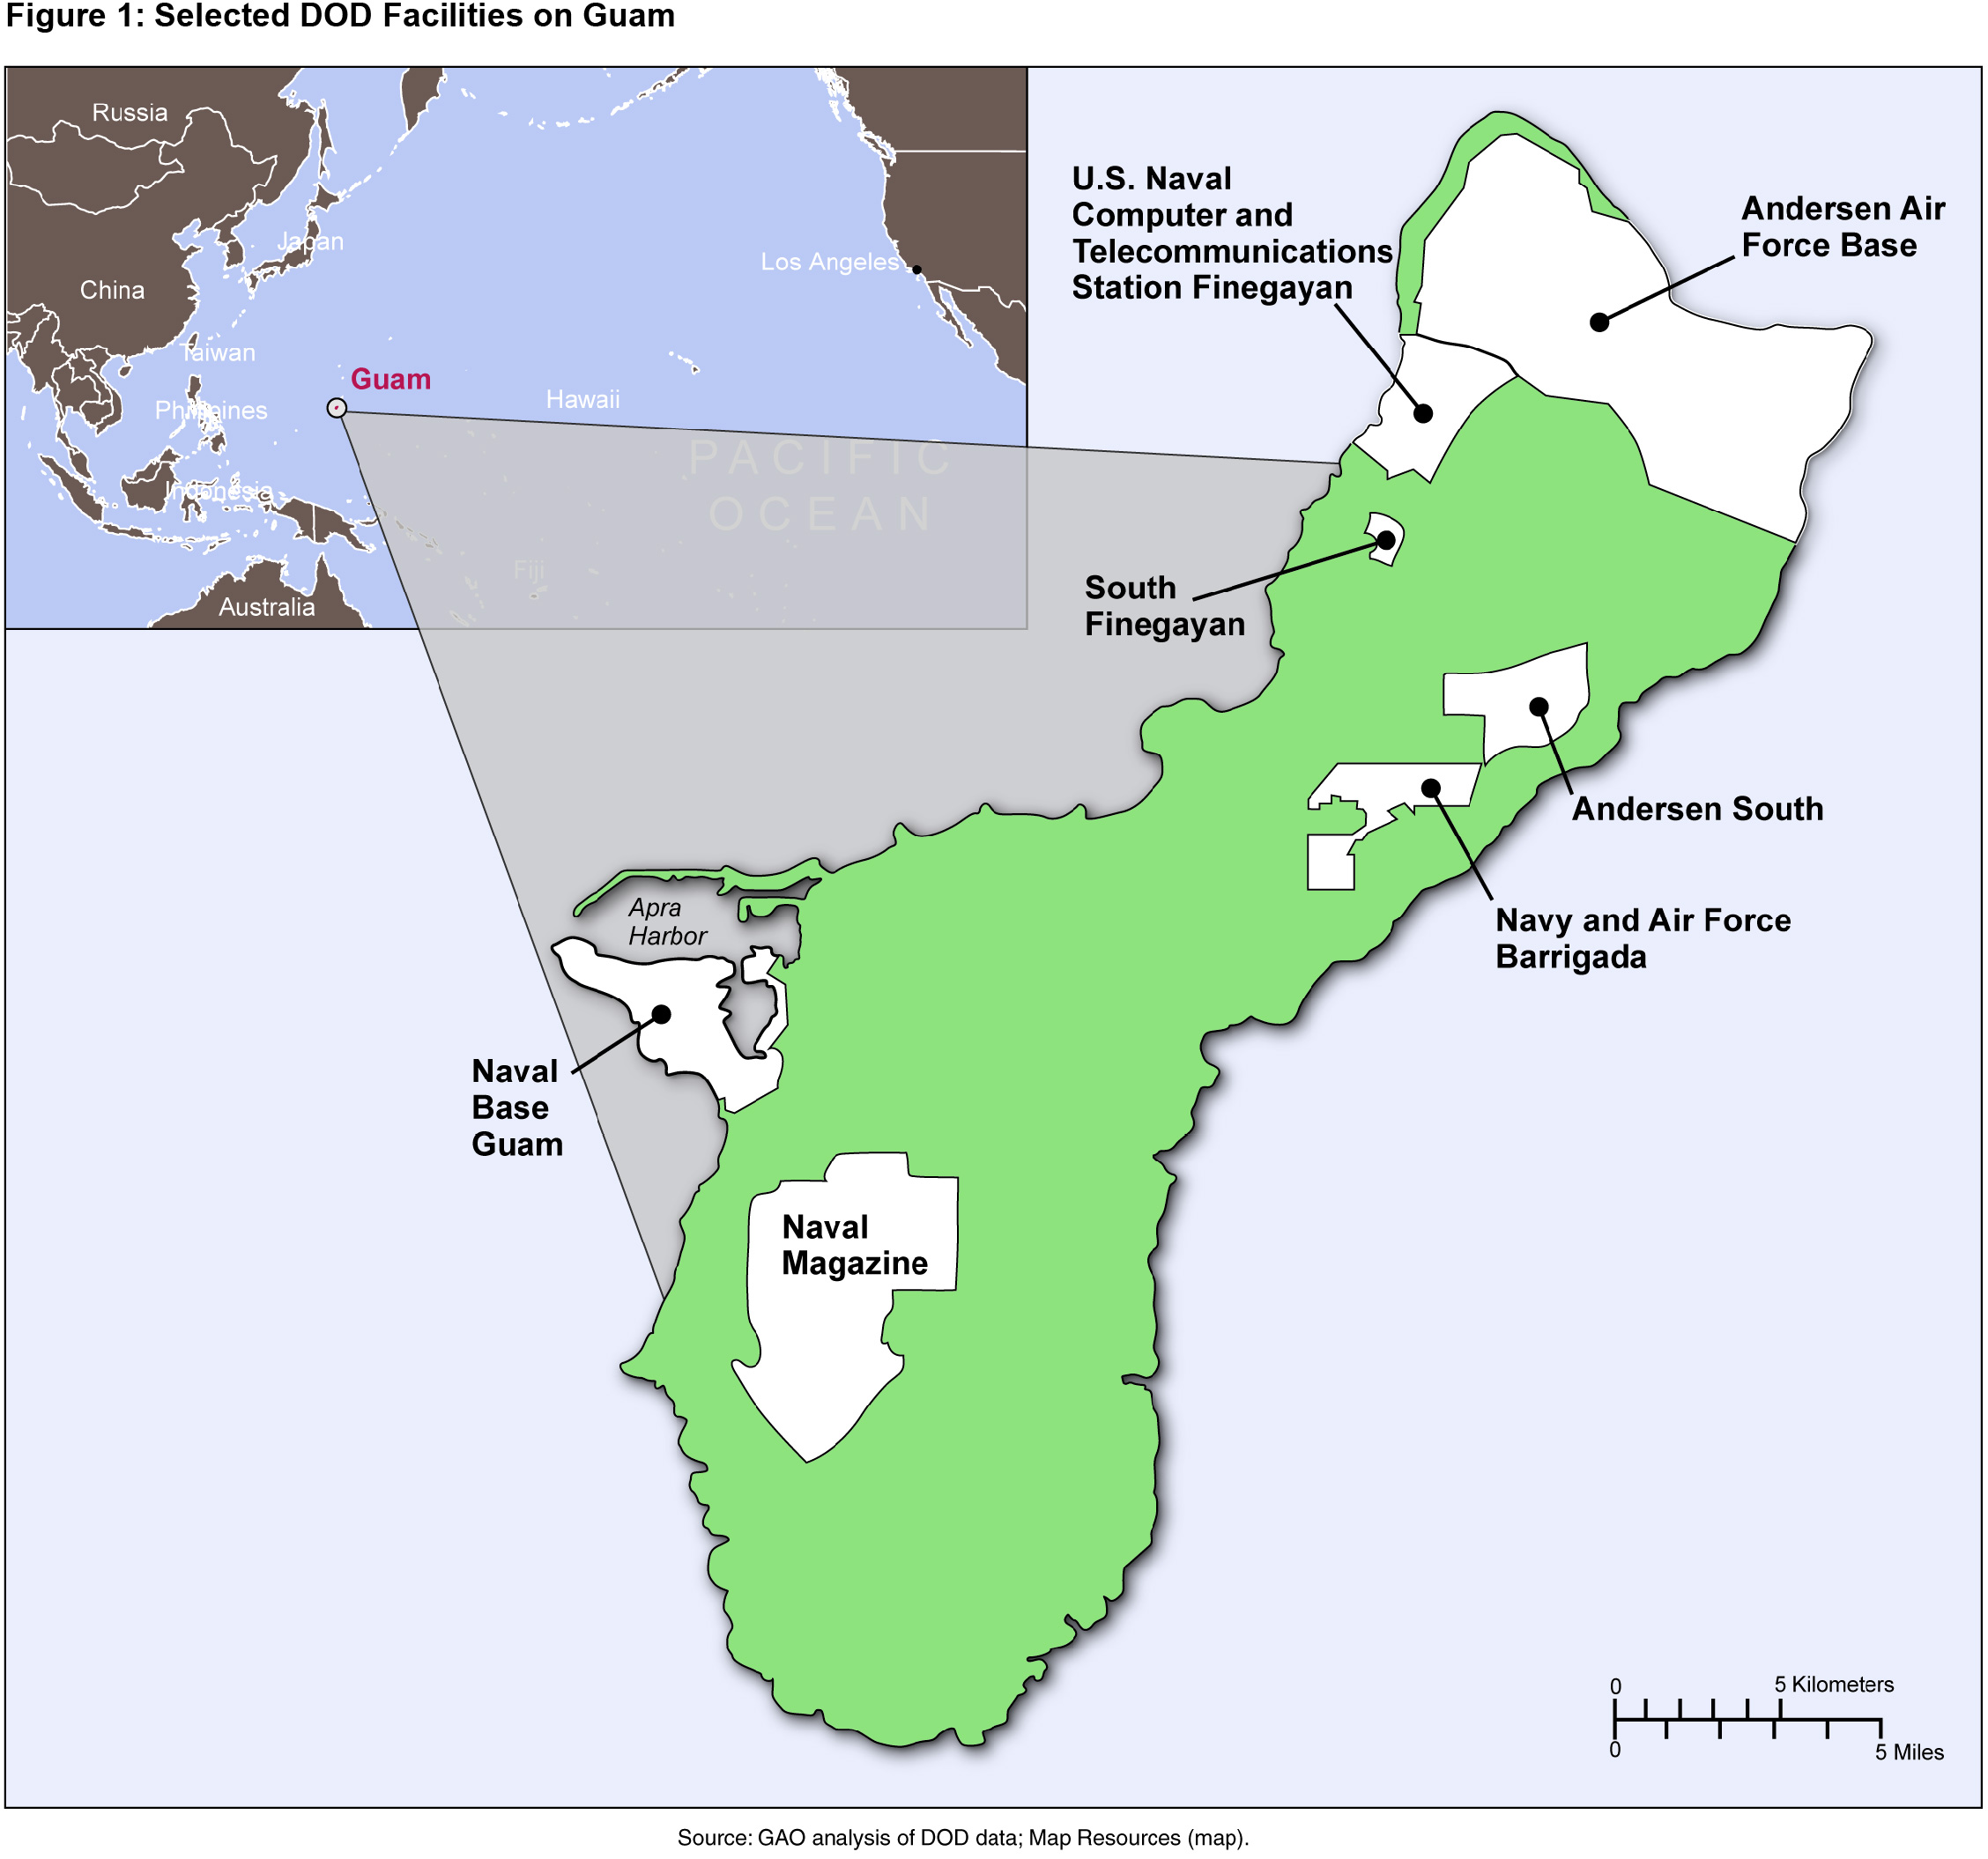 Figure 1: Selected DOD Facilities on Guam
Russia
Japan
China
Tawan
Philippines
Indonesia
Australia
Guam
Hawaii
Los Angeles
PACIFIC
OCEAN
Fiji
U.S. Naval
Computer and
Telecommunications
Station Finegayan
Andersen Air
Force Base
South
Finegayan
Andersen South
Navy and Air Force
Barrigada
Apra
Harbor
Naval
Base
Guam
Naval
Magazine
0
5 Kilometers
0
5 Miles
Source: GAO analysis of DOD data; Map Resources (map).